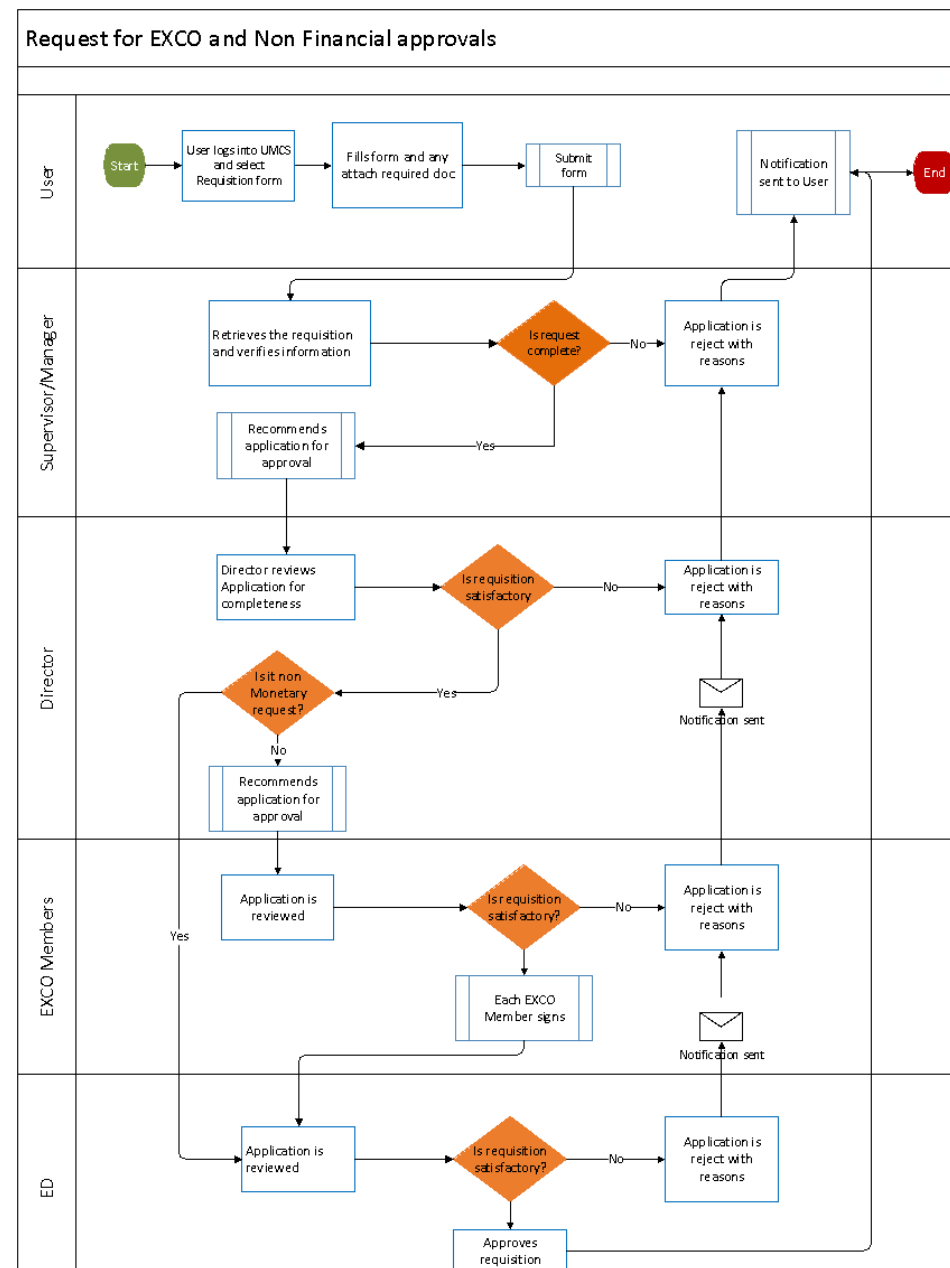 Request for EXCO and Non Financial approvals
User
Start
User logs into UMCS
and select
Requisition form
Fills form and any
attach required doc
Submit
form
Notification
sent to User
End
Supervisor/Manager
Retrieves the requisition
and verifies information
Is request
complete?
No
Application is
reject with
reasons
Recommends
application for
approval
Yes
Director
Director reviews
Application for
completeness
Is requisition
satisfactory
No
Application is
reject with
reasons
Is it non
Monetary
request?
Yes
Notification sent
No
Recommends
application for
approval
EXCO Members
Application is
reviewed
Is requisition
satisfactory?
No
Application is
reject with
reasons
Yes
Each EXCO
Member signs
Notification sent
ED
Application is
reviewed
Is requisition
satisfactory?
No
Application is
reject with
reasons
Approves
requisition